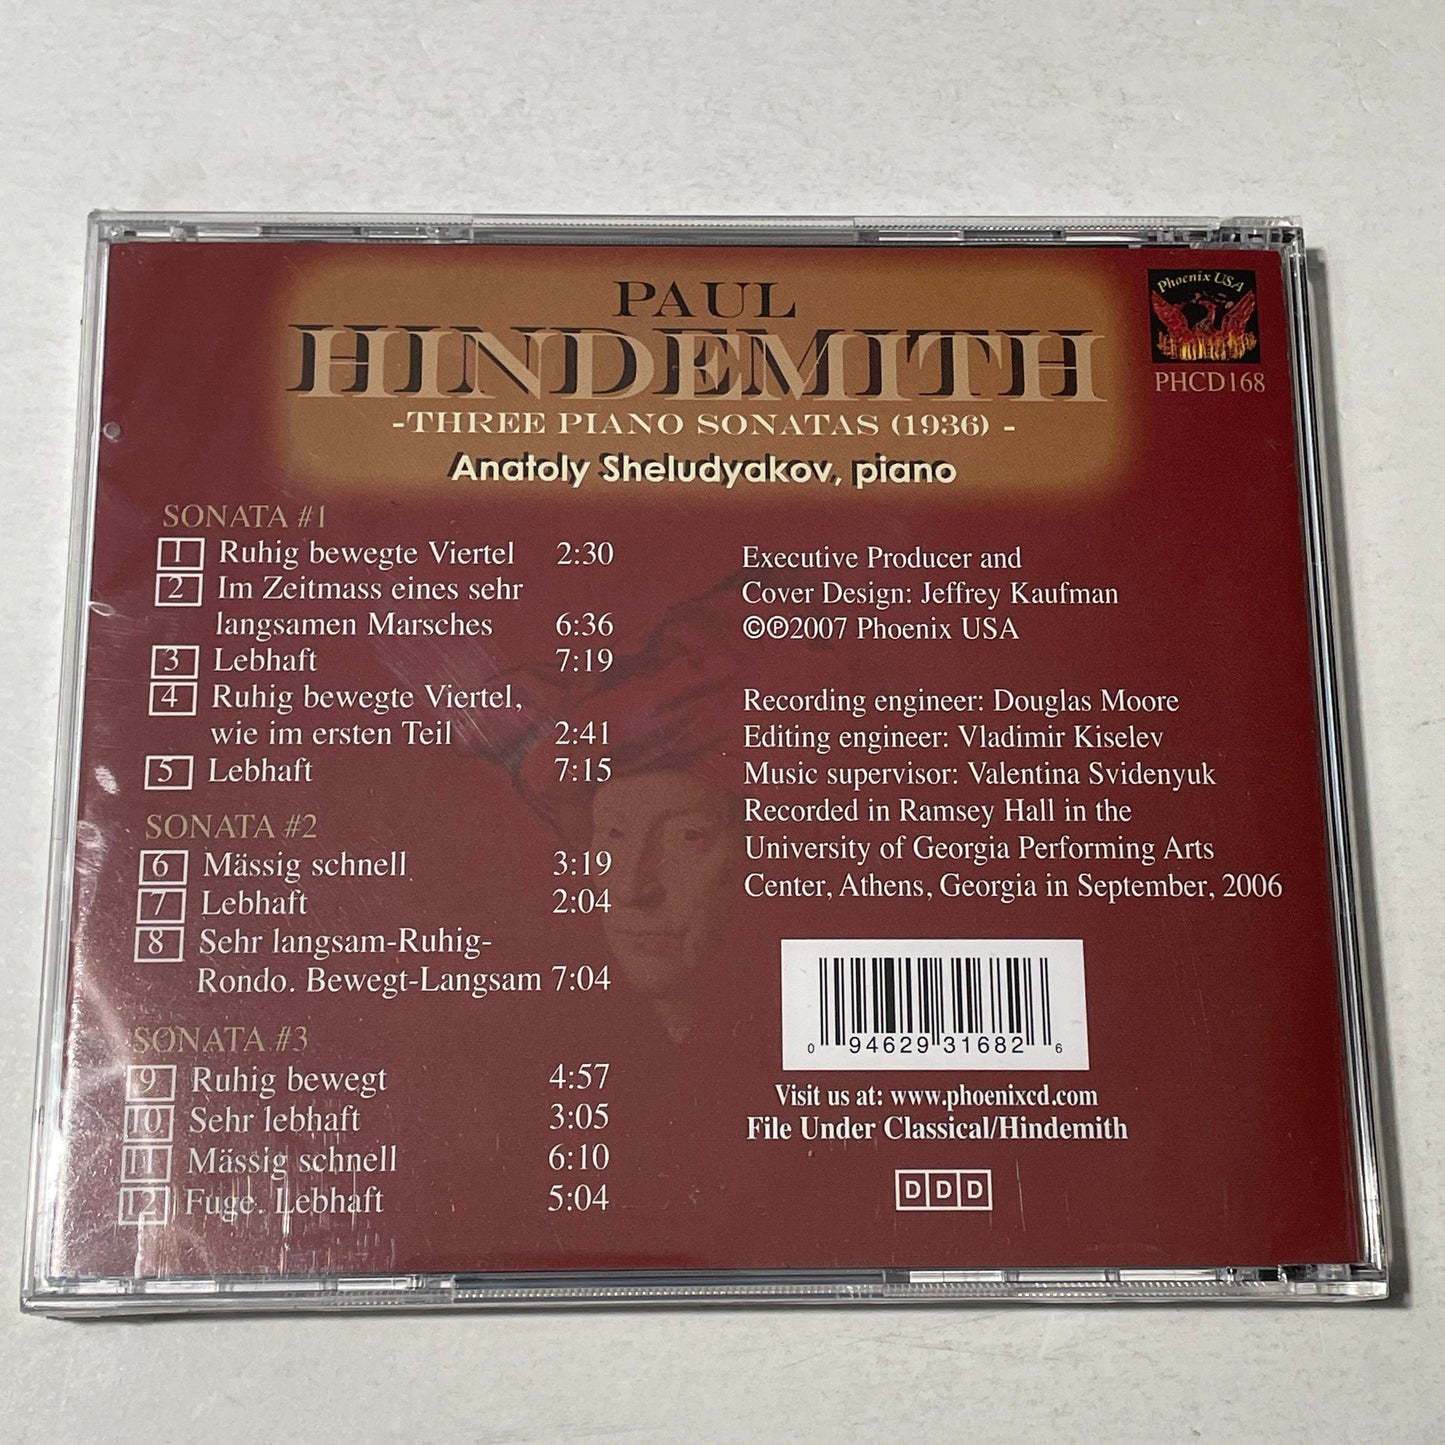 PAUL
HINDEMITH
-THREE PIANO SONATAS (1936) -
Anatoly Sheludyakov, piano
Phoenix USA
PHCD168
SONATA #1
1 Ruhig bewegte Viertel 2:30
2 Im Zeitmass eines sehr
langsamen Marsches 6:36
3 Lebhaft 7:19
4 Ruhig bewegte Viertel,
wie im ersten Teil 2:41
5 Lebhaft 7:15
SONATA #2
6 Mässig schnell 3:19
7 Lebhaft 2:04
8 Sehr langsam-Ruhig-
Rondo. Bewegt-Langsam 7:04
SONATA #3
9 Ruhig bewegt 4:57
10 Sehr lebhaft 3:05
11 Mässig schnell 6:10
12 Fuge. Lebhaft 5:04
Executive Producer and
Cover Design: Jeffrey Kaufman
©℗2007 Phoenix USA
Recording engineer: Douglas Moore
Editing engineer: Vladimir Kiselev
Music supervisor: Valentina Svidenyuk
Recorded in Ramsey Hall in the
University of Georgia Performing Arts
Center, Athens, Georgia in September, 2006
0 94629 31682 6
Visit us at: www.phoenixcd.com
File Under Classical/Hindemith
D D D